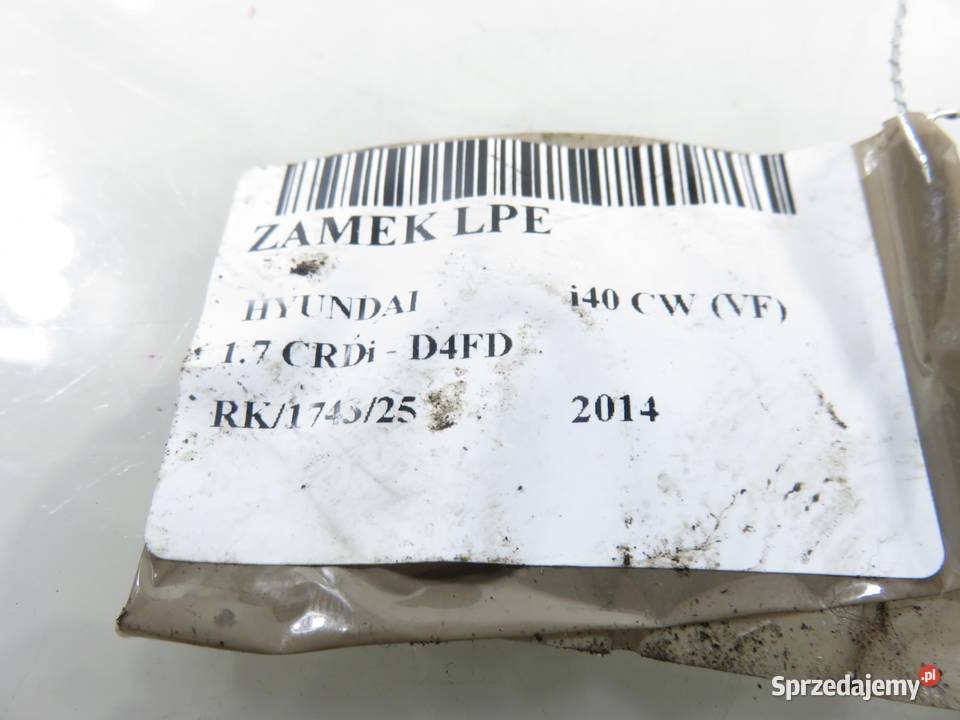 ZAMEK LPE
HYUNDAI i40 CW (VF)
1.7 CRDi - D4FD
RK/1743/25 2014
Sprzedajemy.pl